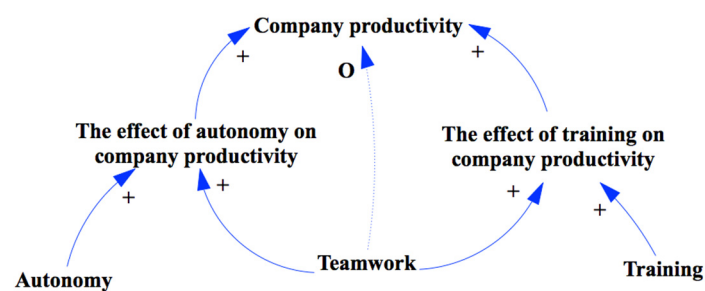 Company productivity
+
O
+
The effect of autonomy on
company productivity
The effect of training on
company productivity
+
+
+
+
Autonomy
Teamwork
Training